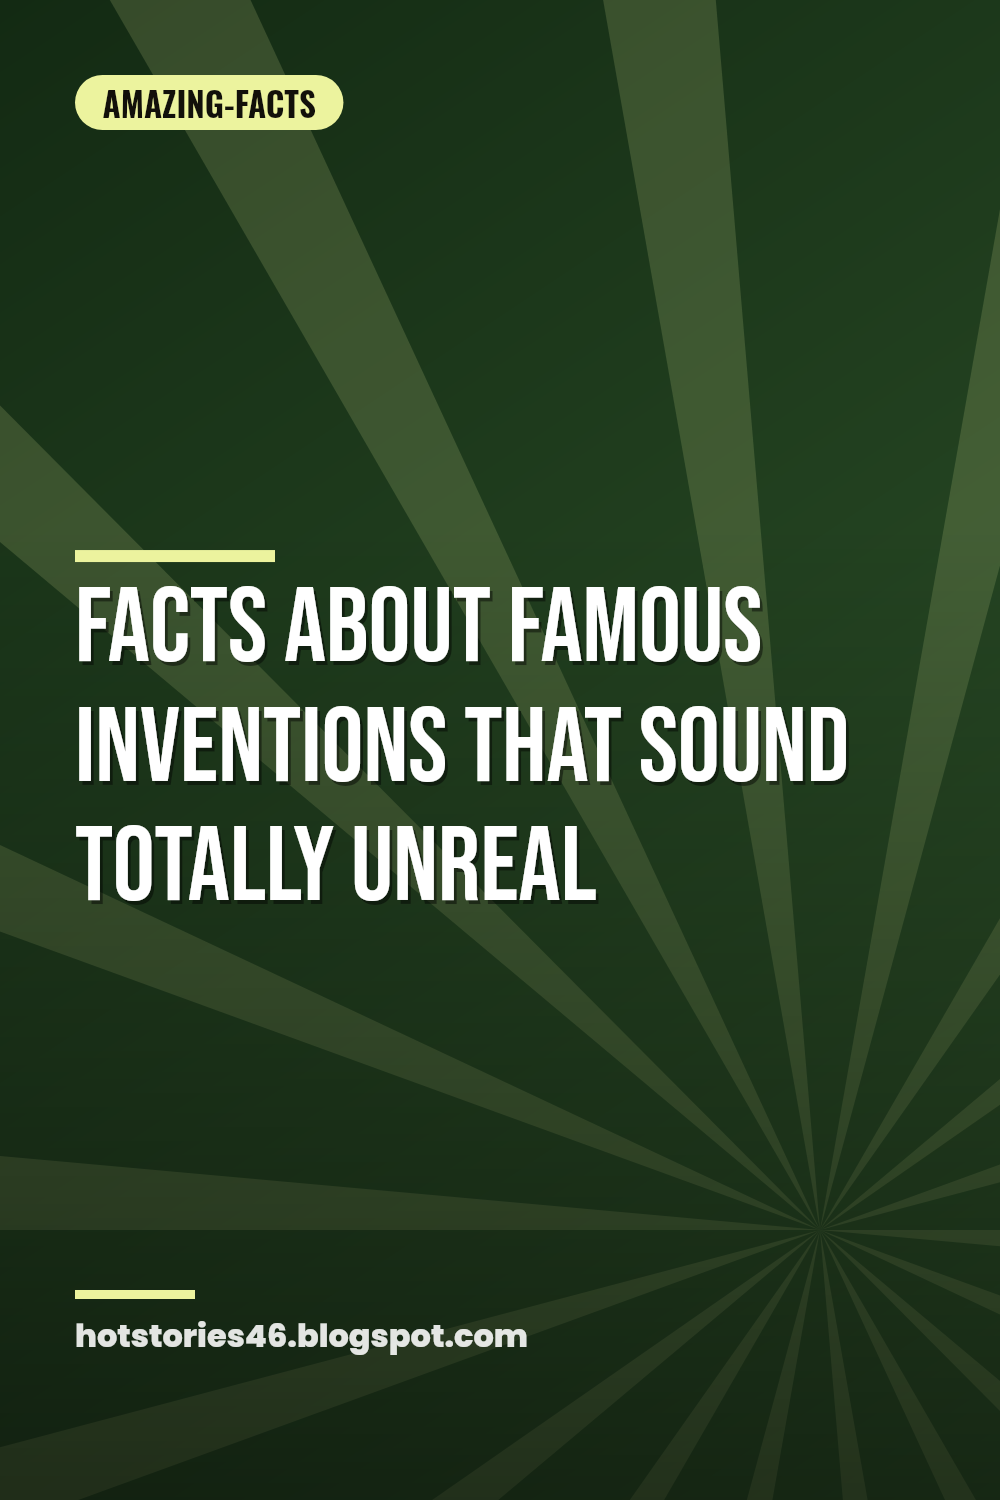 AMAZING-FACTS
FACTS ABOUT FAMOUS
INVENTIONS THAT SOUND
TOTALLY UNREAL
hotstories46.blogspot.com